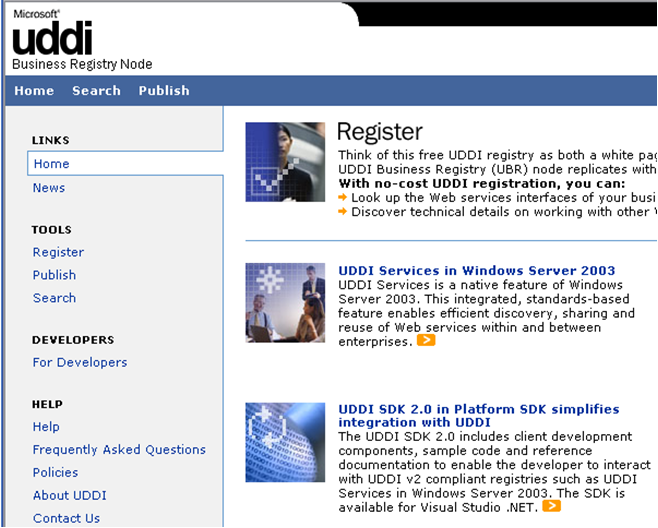 Microsoft®
uddi
Business Registry Node
Home Search Publish
LINKS
Home
News
TOOLS
Register
Publish
Search
DEVELOPERS
For Developers
HELP
Help
Frequently Asked Questions
Policies
About UDDI
Contact Us
Register
Think of this free UDDI registry as both a white
UDDI Business Registry (UBR) node replicates with
With no-cost UDDI registration, you can:
Look up the Web services interfaces of your
Discover technical details on working with other
UDDI Services in Windows Server 2003
UDDI Services is a native feature of Windows
Server 2003. This integrated, standards-based
feature enables efficient discovery, sharing and
reuse of Web services within and between
enterprises.
UDDI SDK 2.0 in Platform SDK simplifies
integration with UDDI
The UDDI SDK 2.0 includes client development
components, sample code and reference
documentation to enable the developer to interact
with UDDI v2 compliant registries such as UDDI
Services in Windows Server 2003. The SDK is
available for Visual Studio .NET.